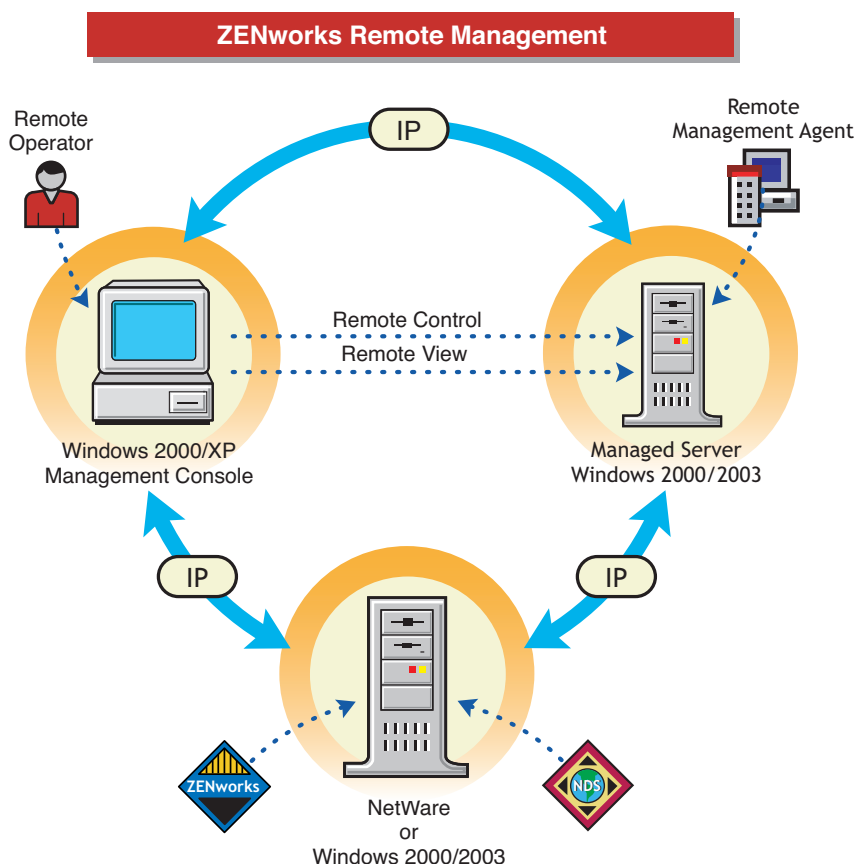 ZENworks Remote Management
IP
Remote
Operator
Remote
Management Agent
Remote Control
Remote View
Windows 2000/XP
Management Console
Managed Server
Windows 2000/2003
IP
IP
ZENworks
NDS
NetWare
or
Windows 2000/2003